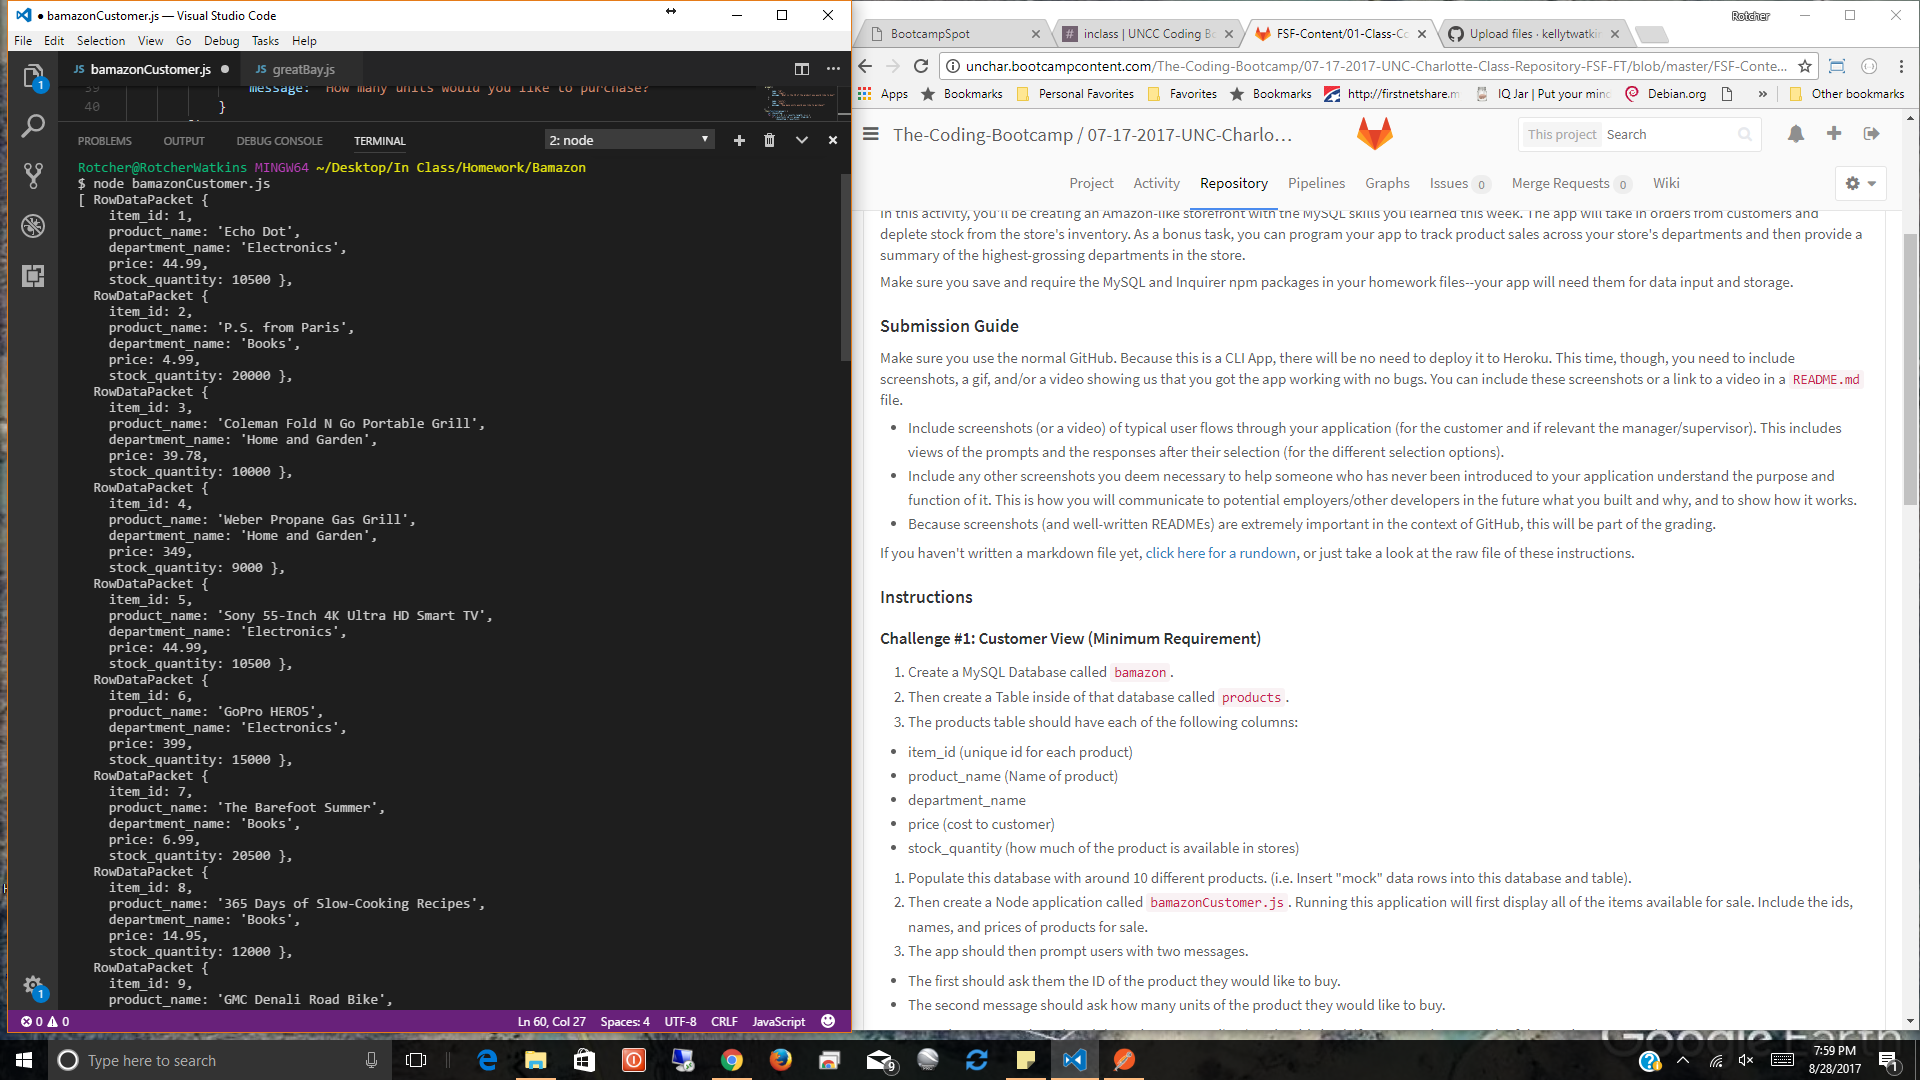 bamazonCustomer.js — Visual Studio Code
File Edit Selection View Go Debug Tasks Help
JS bamazonCustomer.js
JS greatBay.js
39 message: "How many units would you like to purchase?"
40 }
PROBLEMS OUTPUT DEBUG CONSOLE TERMINAL 2: node
Rotcher@RotcherWatkins MINGW64 ~/Desktop/In Class/Homework/Bamazon
$ node bamazonCustomer.js
[ RowDataPacket {
item_id: 1,
product_name: 'Echo Dot',
department_name: 'Electronics',
price: 44.99,
stock_quantity: 10500 },
RowDataPacket {
item_id: 2,
product_name: 'P.S. from Paris',
department_name: 'Books',
price: 4.99,
stock_quantity: 20000 },
RowDataPacket {
item_id: 3,
product_name: 'Coleman Fold N Go Portable Grill',
department_name: 'Home and Garden',
price: 39.78,
stock_quantity: 10000 },
RowDataPacket {
item_id: 4,
product_name: 'Weber Propane Gas Grill',
department_name: 'Home and Garden',
price: 349,
stock_quantity: 9000 },
RowDataPacket {
item_id: 5,
product_name: 'Sony 55-Inch 4K Ultra HD Smart TV',
department_name: 'Electronics',
price: 44.99,
stock_quantity: 10500 },
RowDataPacket {
item_id: 6,
product_name: 'GoPro HERO5',
department_name: 'Electronics',
price: 399,
stock_quantity: 15000 },
RowDataPacket {
item_id: 7,
product_name: 'The Barefoot Summer',
department_name: 'Books',
price: 6.99,
stock_quantity: 20500 },
RowDataPacket {
item_id: 8,
product_name: '365 Days of Slow-Cooking Recipes',
department_name: 'Books',
price: 14.95,
stock_quantity: 12000 },
RowDataPacket {
item_id: 9,
product_name: 'GMC Denali Road Bike',
0 0 Ln 60, Col 27 Spaces: 4 UTF-8 CRLF JavaScript
Rotcher
BootcampSpot
inclass | UNCC Coding B
FSF-Content/01-Class-Co
Upload files · kellytwatkin
unchar.bootcampcontent.com/The-Coding-Bootcamp/07-17-2017-UNC-Charlotte-Class-Repository-FSF-FT/blob/master/FSF-Conte...
Apps Bookmarks Personal Favorites Favorites Bookmarks http://firstnetshare.m IQ Jar | Put your minc Debian.org » Other bookmarks
The-Coding-Bootcamp / 07-17-2017-UNC-Charlo...
This project Search
Project Activity Repository Pipelines Graphs Issues 0 Merge Requests 0 Wiki
In this activity, you'll be creating an Amazon-like storefront with the MySQL skills you learned this week. The app will take in orders from customers and
deplete stock from the store's inventory. As a bonus task, you can program your app to track product sales across your store's departments and then provide a
summary of the highest-grossing departments in the store.
Make sure you save and require the MySQL and Inquirer npm packages in your homework files--your app will need them for data input and storage.
Submission Guide
Make sure you use the normal GitHub. Because this is a CLI App, there will be no need to deploy it to Heroku. This time, though, you need to include
screenshots, a gif, and/or a video showing us that you got the app working with no bugs. You can include these screenshots or a link to a video in a README.md
file.
• Include screenshots (or a video) of typical user flows through your application (for the customer and if relevant the manager/supervisor). This includes
views of the prompts and the responses after their selection (for the different selection options).
• Include any other screenshots you deem necessary to help someone who has never been introduced to your application understand the purpose and
function of it. This is how you will communicate to potential employers/other developers in the future what you built and why, and to show how it works.
• Because screenshots (and well-written READMEs) are extremely important in the context of GitHub, this will be part of the grading.
If you haven't written a markdown file yet, click here for a rundown, or just take a look at the raw file of these instructions.
Instructions
Challenge #1: Customer View (Minimum Requirement)
1. Create a MySQL Database called bamazon.
2. Then create a Table inside of that database called products.
3. The products table should have each of the following columns:
• item_id (unique id for each product)
• product_name (Name of product)
• department_name
• price (cost to customer)
• stock_quantity (how much of the product is available in stores)
1. Populate this database with around 10 different products. (i.e. Insert "mock" data rows into this database and table).
2. Then create a Node application called bamazonCustomer.js. Running this application will first display all of the items available for sale. Include the ids,
names, and prices of products for sale.
3. The app should then prompt users with two messages.
• The first should ask them the ID of the product they would like to buy.
• The second message should ask how many units of the product they would like to buy.
Google Earth
Type here to search
9
7:59 PM
8/28/2017
1